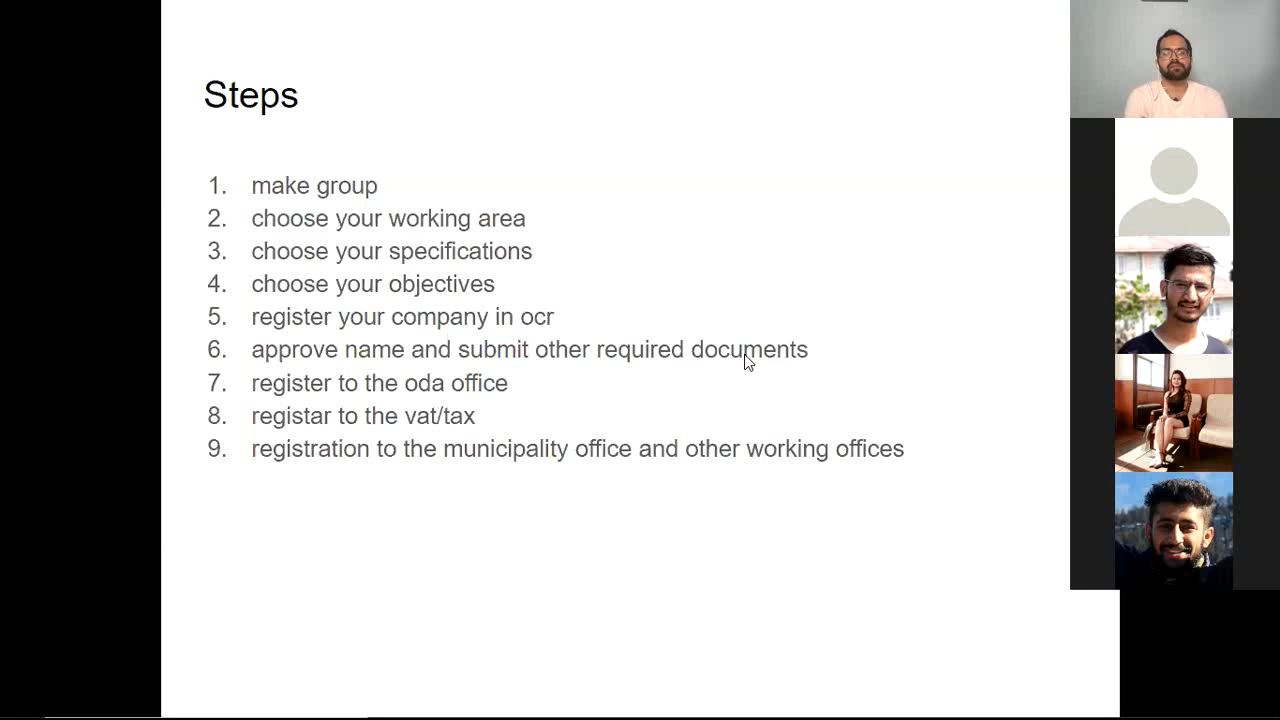 Steps
1. make group
2. choose your working area
3. choose your specifications
4. choose your objectives
5. register your company in ocr
6. approve name and submit other required documents
7. register to the oda office
8. registar to the vat/tax
9. registration to the municipality office and other working offices